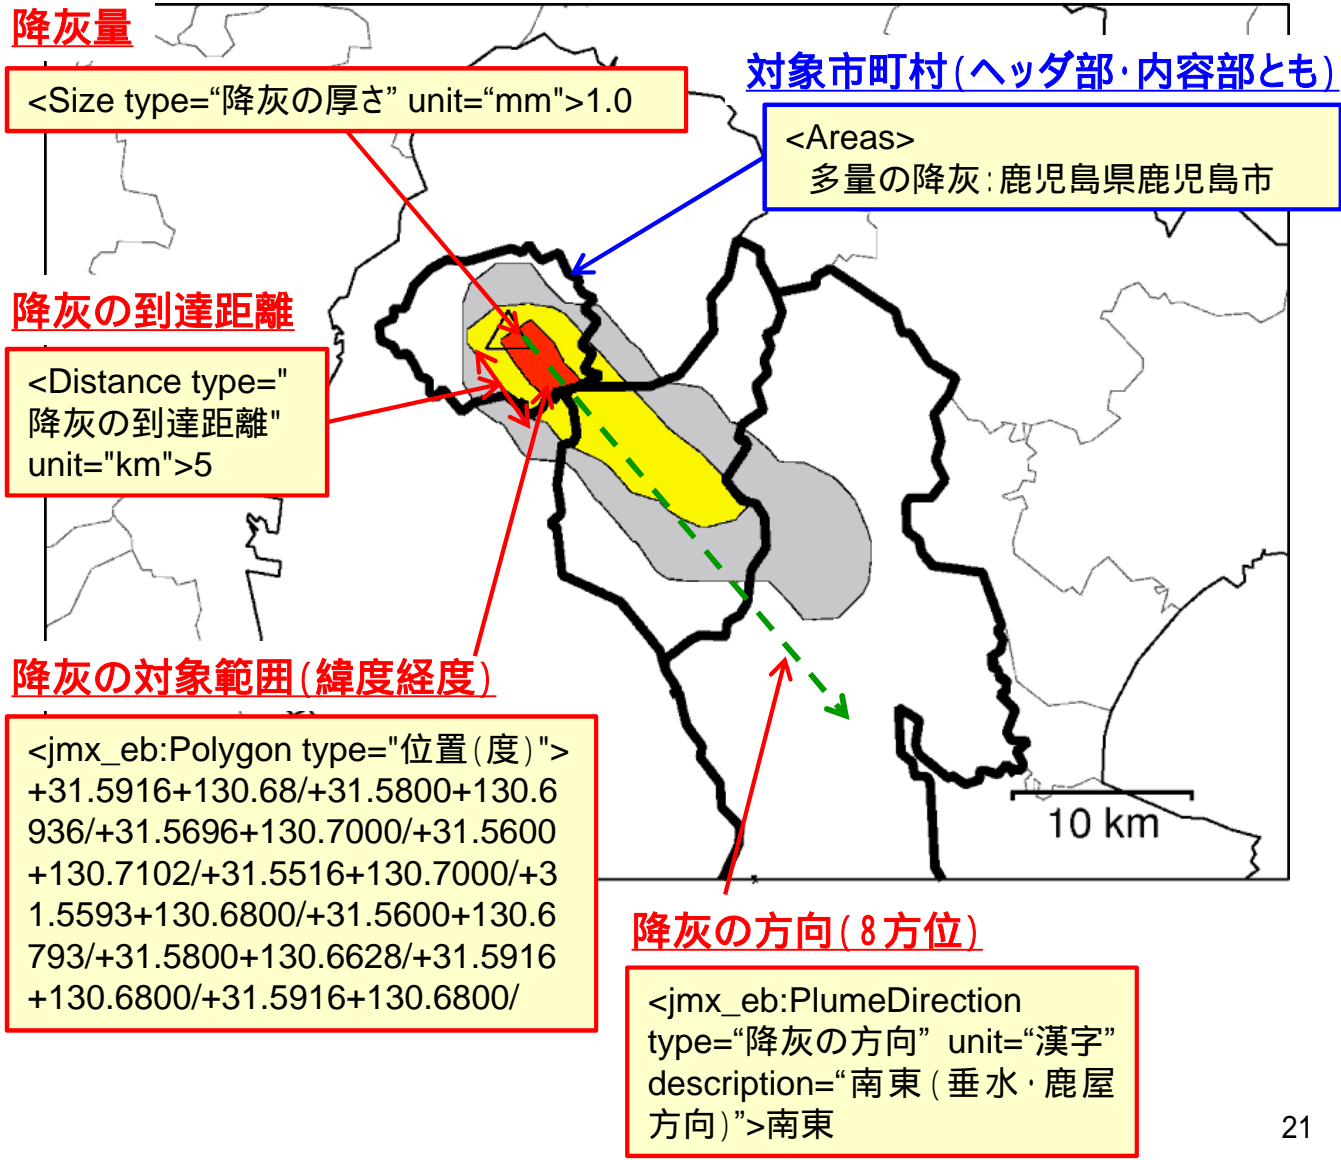 降灰量
<Size type=“降灰の厚さ” unit=“mm">1.0
対象市町村(ヘッダ部・内容部とも)
<Areas>
多量の降灰:鹿児島県鹿児島市
降灰の到達距離
<Distance type="
降灰の到達距離"
unit="km">5
降灰の対象範囲(緯度経度)
<jmx_eb:Polygon type="位置(度)">
+31.5916+130.68/+31.5800+130.6
936/+31.5696+130.7000/+31.5600
+130.7102/+31.5516+130.7000/+3
1.5593+130.6800/+31.5600+130.6
793/+31.5800+130.6628/+31.5916
+130.6800/+31.5916+130.6800/
10 km
降灰の方向(8方位)
<jmx_eb:PlumeDirection
type=“降灰の方向” unit=“漢字”
description=“南東(垂水・鹿屋
方向)”>南東
21